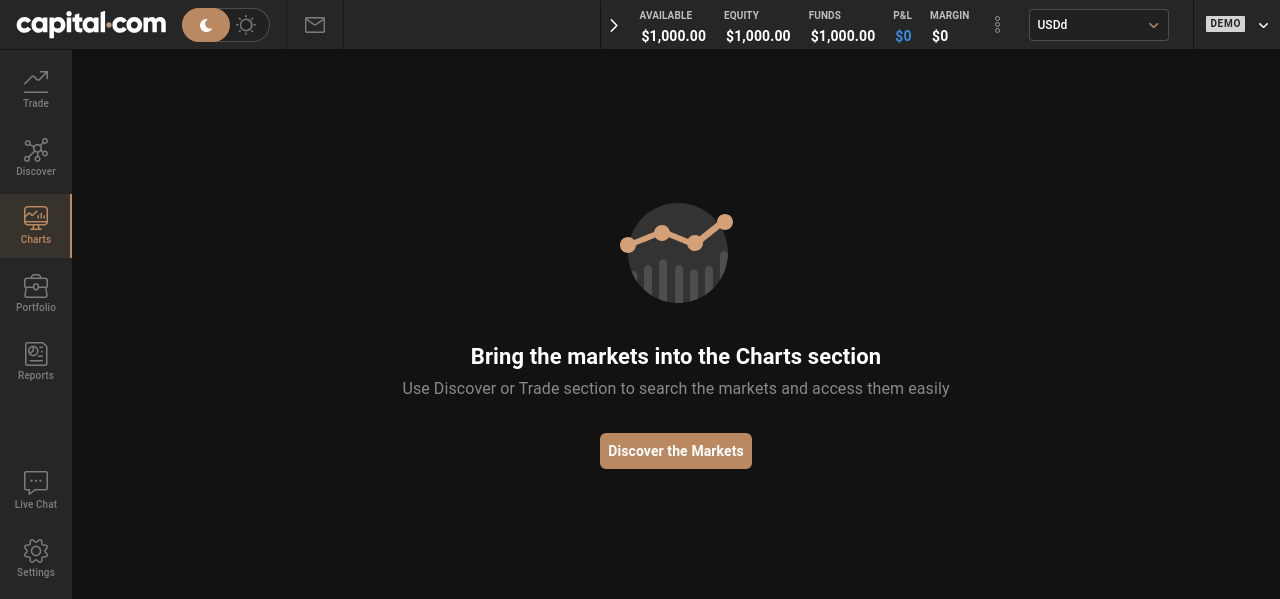 capital.com
AVAILABLE EQUITY FUNDS P&L MARGIN
$1,000.00 $1,000.00 $1,000.00 $0 $0
USDd
DEMO
Trade
Discover
Charts
Portfolio
Reports
Live Chat
Settings
Bring the markets into the Charts section
Use Discover or Trade section to search the markets and access them easily
Discover the Markets